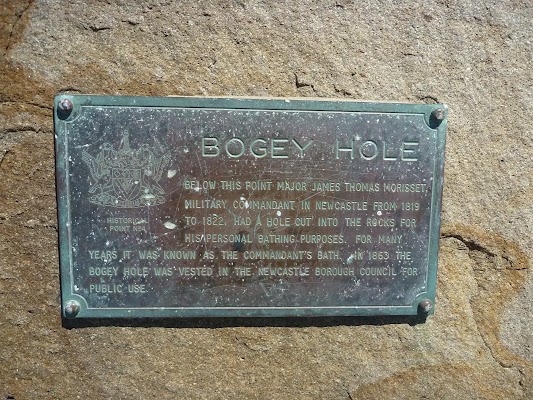 BOGEY HOLE
HISTORICAL
POINT No4
BELOW THIS POINT MAJOR JAMES THOMAS MORISSET,
MILITARY COMMANDANT IN NEWCASTLE FROM 1819
TO 1822, HAD A HOLE CUT INTO THE ROCKS FOR
HIS PERSONAL BATHING PURPOSES. FOR MANY
YEARS IT WAS KNOWN AS THE COMMANDANT'S BATH. IN 1863 THE
BOGEY HOLE WAS VESTED IN THE NEWCASTLE BOROUGH COUNCIL FOR
PUBLIC USE.